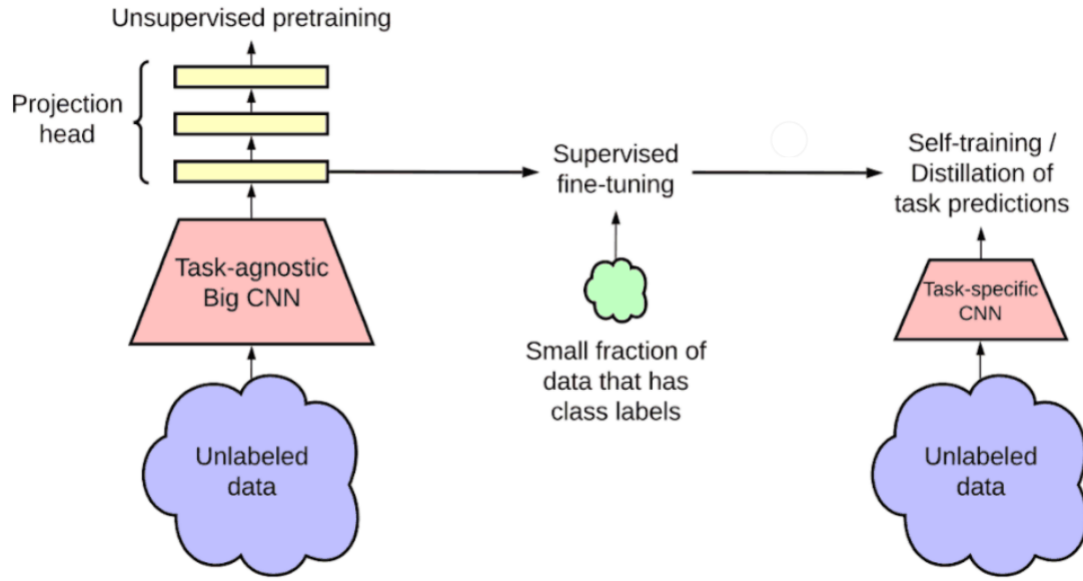 Unsupervised pretraining
Projection
head
Task-agnostic
Big CNN
Unlabeled
data
Supervised
fine-tuning
Small fraction of
data that has
class labels
Self-training /
Distillation of
task predictions
Task-specific
CNN
Unlabeled
data